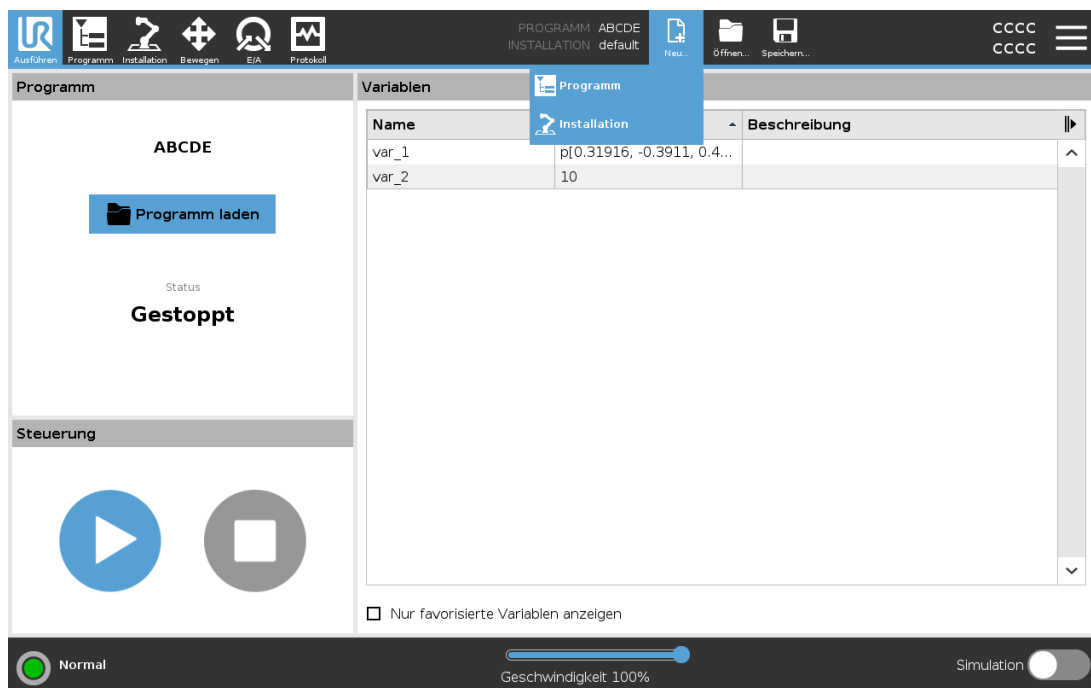 UR
Ausführen Programm Installation Bewegen E/A Protokoll
PROGRAMM ABCDE
INSTALLATION default
Neu... Öffnen... Speichern...
CCCC
CCCC
Programm
Installation
Programm
ABCDE
Programm laden
Status
Gestoppt
Steuerung
Variablen
Name Beschreibung
var_1 p[0.31916, -0.3911, 0.4...
var_2 10
Nur favorisierte Variablen anzeigen
Normal
Geschwindigkeit 100%
Simulation